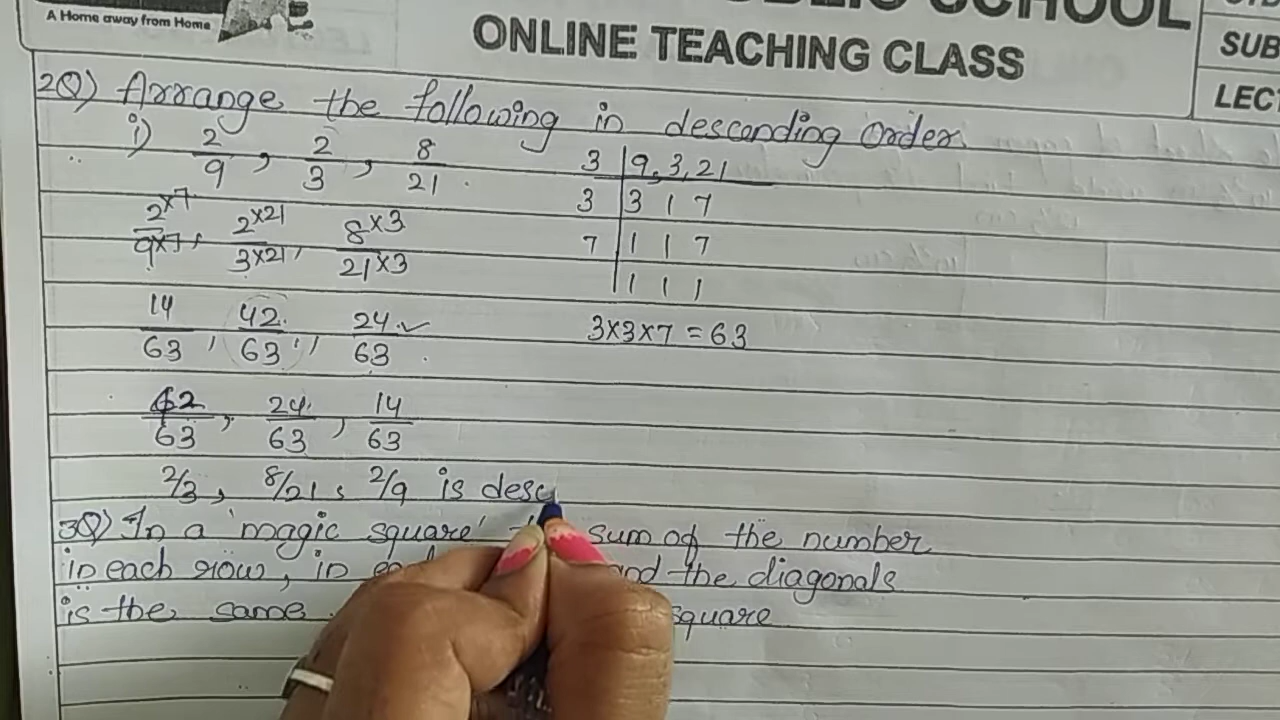 A Home away from Home
SCHOOL
ONLINE TEACHING CLASS
SUB
LECT
2Q) Arrange the following in descending order.
i) 2/9, 2/3, 8/21.
3 | 9, 3, 21
3 | 3 1 7
7 | 1 1 7
1 1 1
2×7/9×7, 2×21/3×21, 8×3/21×3
14/63, 42/63, 24/63
3×3×7 = 63
42/63, 24/63, 14/63
2/3, 8/21, 2/9 is desc
3Q) In a 'magic square' sum of the number
in each row, in and the diagonals
is the same square